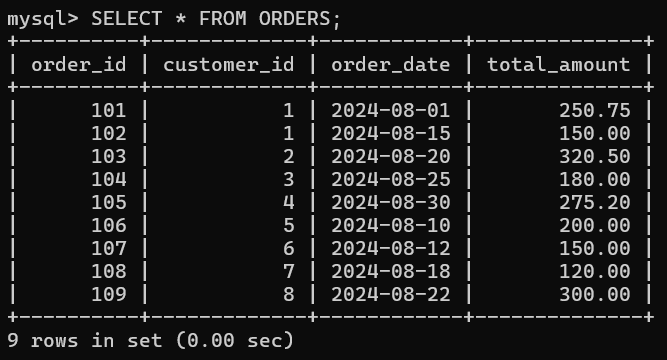 mysql> SELECT * FROM ORDERS;
+----------+-------------+------------+--------------+
| order_id | customer_id | order_date | total_amount |
+----------+-------------+------------+--------------+
|      101 |           1 | 2024-08-01 |       250.75 |
|      102 |           1 | 2024-08-15 |       150.00 |
|      103 |           2 | 2024-08-20 |       320.50 |
|      104 |           3 | 2024-08-25 |       180.00 |
|      105 |           4 | 2024-08-30 |       275.20 |
|      106 |           5 | 2024-08-10 |       200.00 |
|      107 |           6 | 2024-08-12 |       150.00 |
|      108 |           7 | 2024-08-18 |       120.00 |
|      109 |           8 | 2024-08-22 |       300.00 |
+----------+-------------+------------+--------------+
9 rows in set (0.00 sec)